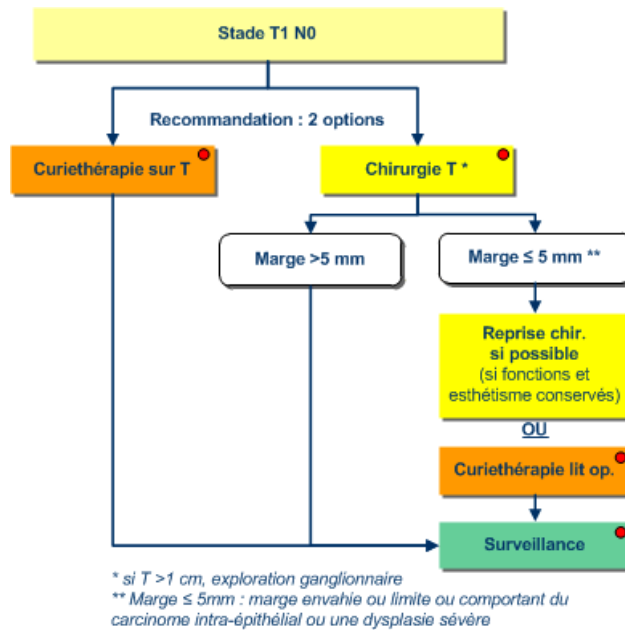 Stade T1 N0
Recommandation : 2 options
Curiethérapie sur T
Chirurgie T *
Marge >5 mm
Marge ≤ 5 mm **
Reprise chir.
si possible
(si fonctions et
esthétisme conservés)
OU
Curiethérapie lit op.
Surveillance
* si T >1 cm, exploration ganglionnaire
** Marge ≤ 5mm : marge envahie ou limite ou comportant du
carcinome intra-épithélial ou une dysplasie sévère